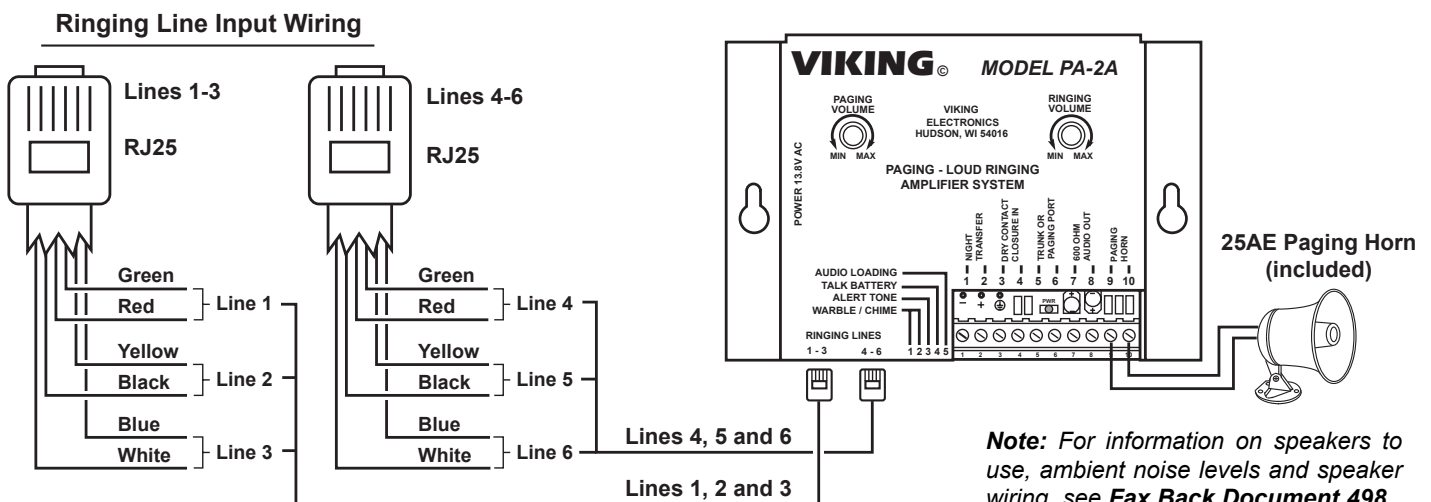 Ringing Line Input Wiring
Lines 1-3
RJ25
Green
Red
Line 1
Yellow
Black
Line 2
Blue
White
Line 3
Lines 4-6
RJ25
Green
Red
Line 4
Yellow
Black
Line 5
Blue
White
Line 6
Lines 4, 5 and 6
Lines 1, 2 and 3
VIKING©
MODEL PA-2A
PAGING
VOLUME
MIN MAX
VIKING
ELECTRONICS
HUDSON, WI 54016
RINGING
VOLUME
MIN MAX
POWER 13.8V AC
PAGING - LOUD RINGING
AMPLIFIER SYSTEM
NIGHT
TRANSFER
DRY CONTACT
CLOSURE IN
TRUNK OR
PAGING PORT
600 OHM
AUDIO OUT
PAGING
HORN
1 2 3 4 5 6 7 8 9 10
AUDIO LOADING
TALK BATTERY
ALERT TONE
WARBLE / CHIME
RINGING LINES
1 - 3 4 - 6
1 2 3 4 5
- +
PWR
+ -
- +
1 2 3 4 5 6 7 8 9 10
25AE Paging Horn
(included)
Note: For information on speakers to
use, ambient noise levels and speaker
wiring, see Fax Back Document 498.